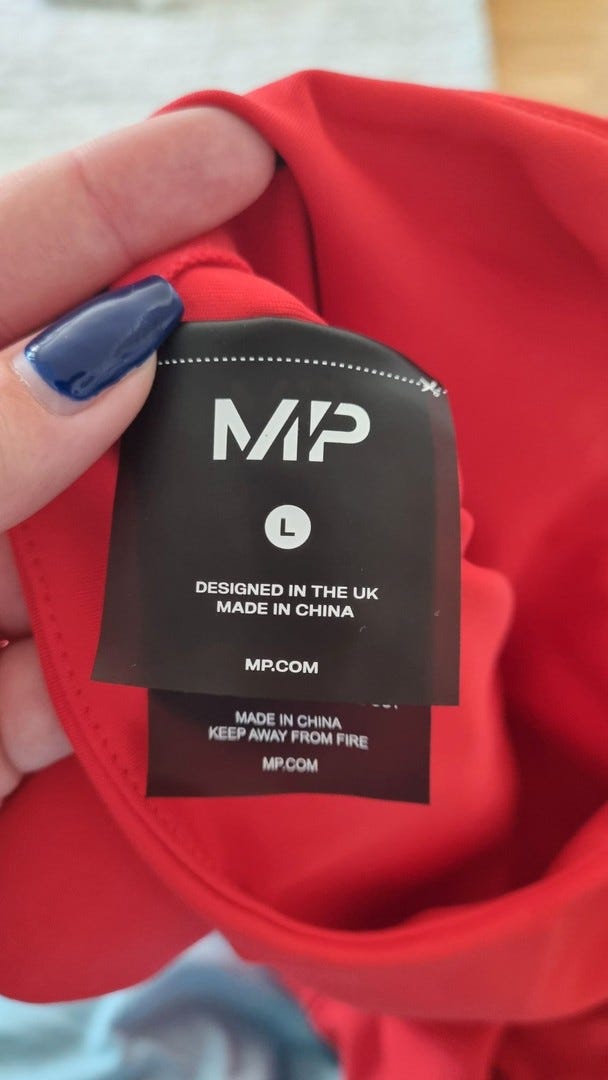 MP
L
DESIGNED IN THE UK
MADE IN CHINA
MP.COM
MADE IN CHINA
KEEP AWAY FROM FIRE
MP.COM